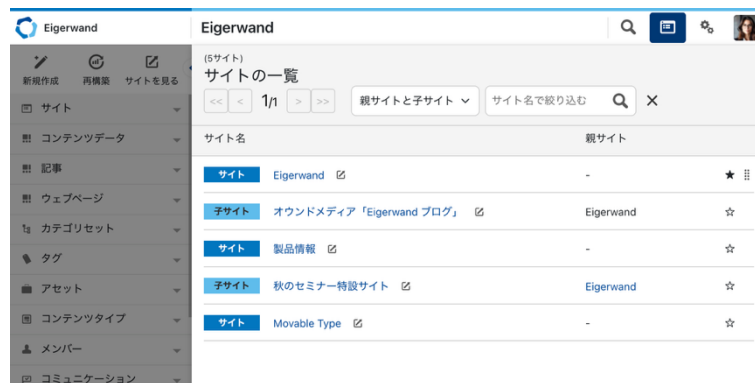 Eigerwand
Eigerwand
新規作成
再構築
サイトを見る
サイト
コンテンツデータ
記事
ウェブページ
カテゴリセット
タグ
アセット
コンテンツタイプ
メンバー
コミュニケーション
(5サイト)
サイトの一覧
<< < 1/1 > >> 親サイトと子サイト サイト名で絞り込む
サイト名 親サイト
サイト Eigerwand -
子サイト オウンドメディア「Eigerwand ブログ」 Eigerwand
サイト 製品情報 -
子サイト 秋のセミナー特設サイト Eigerwand
サイト Movable Type -